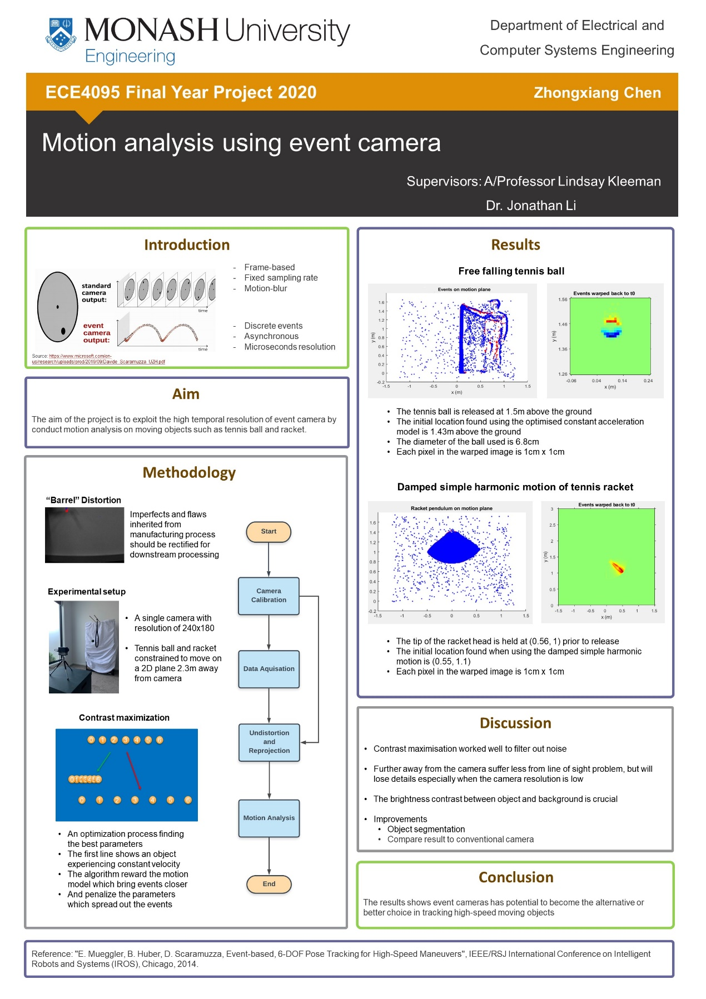 MONASH University
Engineering
Department of Electrical and
Computer Systems Engineering
ECE4095 Final Year Project 2020
Zhongxiang Chen
Motion analysis using event camera
Supervisors: A/Professor Lindsay Kleeman
Dr. Jonathan Li
Introduction
standard
camera
output:
time
event
camera
output:
time
- Frame-based
- Fixed sampling rate
- Motion-blur
- Discrete events
- Asynchronous
- Microseconds resolution
Source: https://www.microsoft.com/en-
us/research/uploads/prod/2019/09/Davide_Scaramuzza_UZH.pdf
Aim
The aim of the project is to exploit the high temporal resolution of event camera by
conduct motion analysis on moving objects such as tennis ball and racket.
Methodology
“Barrel” Distortion
Imperfects and flaws
inherited from
manufacturing process
should be rectified for
downstream processing
Experimental setup
• A single camera with
resolution of 240x180
• Tennis ball and racket
constrained to move on
a 2D plane 2.3m away
from camera
Contrast maximization
0 1 2 3 4 5 6
0 1 2 3 4 5 6
0 1 2 3 4 5 6
• An optimization process finding
the best parameters
• The first line shows an object
experiencing constant velocity
• The algorithm reward the motion
model which bring events closer
• And penalize the parameters
which spread out the events
Start
Camera
Calibration
Data Aquisation
Undistortion
and
Reprojection
Motion Analysis
End
Results
Free falling tennis ball
Events on motion plane
1.6
1.4
1.2
1
0.8
0.6
0.4
0.2
0
-0.2
y (m)
-1.5 -1 -0.5 0 0.5 1 1.5
x (m)
Events warped back to t0
1.56
1.46
1.36
1.26
y (m)
-0.06 0.04 0.14 0.24
x (m)
• The tennis ball is released at 1.5m above the ground
• The initial location found using the optimised constant acceleration
model is 1.43m above the ground
• The diameter of the ball used is 6.8cm
• Each pixel in the warped image is 1cm x 1cm
Damped simple harmonic motion of tennis racket
Racket pendulum on motion plane
1.6
1.4
1.2
1
0.8
0.6
0.4
0.2
0
-0.2
-1.5 -1 -0.5 0 0.5 1 1.5
Events warped back to t0
3
2.5
2
1.5
1
0.5
0
y (m)
-1.5 -1 -0.5 0 0.5 1 1.5
x (m)
• The tip of the racket head is held at (0.56, 1) prior to release
• The initial location found when using the damped simple harmonic
motion is (0.55, 1.1)
• Each pixel in the warped image is 1cm x 1cm
Discussion
• Contrast maximisation worked well to filter out noise
• Further away from the camera suffer less from line of sight problem, but will
lose details especially when the camera resolution is low
• The brightness contrast between object and background is crucial
• Improvements
• Object segmentation
• Compare result to conventional camera
Conclusion
The results shows event cameras has potential to become the alternative or
better choice in tracking high-speed moving objects
Reference: "E. Mueggler, B. Huber, D. Scaramuzza, Event-based, 6-DOF Pose Tracking for High-Speed Maneuvers", IEEE/RSJ International Conference on Intelligent
Robots and Systems (IROS), Chicago, 2014.